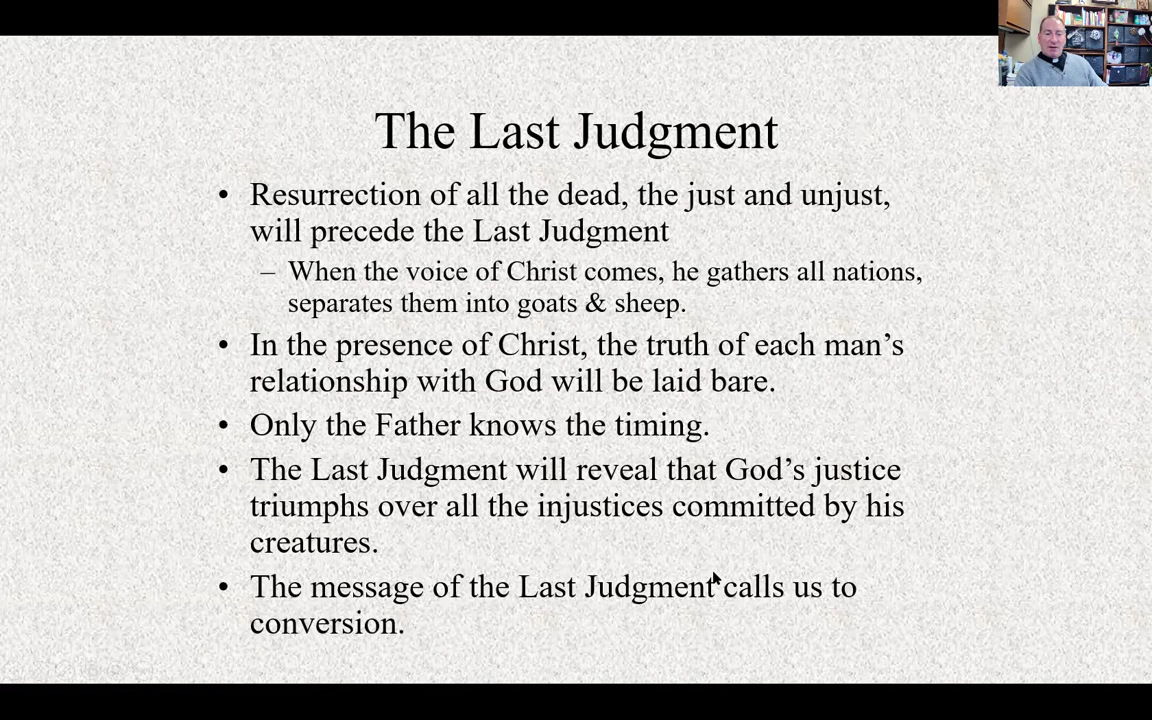 The Last Judgment
• Resurrection of all the dead, the just and unjust,
will precede the Last Judgment
– When the voice of Christ comes, he gathers all nations,
separates them into goats & sheep.
• In the presence of Christ, the truth of each man’s
relationship with God will be laid bare.
• Only the Father knows the timing.
• The Last Judgment will reveal that God’s justice
triumphs over all the injustices committed by his
creatures.
• The message of the Last Judgment calls us to
conversion.